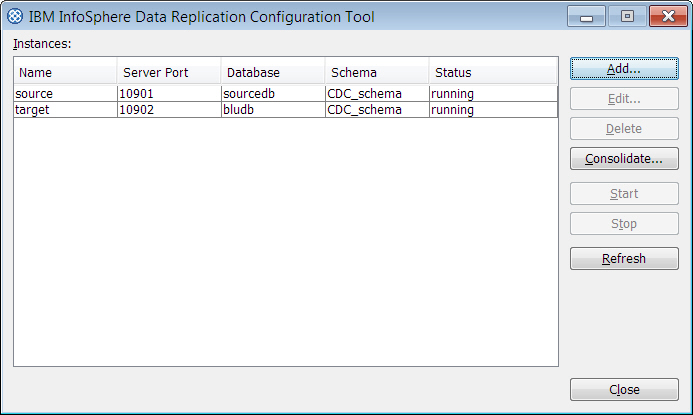 IBM InfoSphere Data Replication Configuration Tool
Instances:
Name Server Port Database Schema Status
source 10901 sourcedb CDC_schema running
target 10902 bludb CDC_schema running
Add...
Edit...
Delete
Consolidate...
Start
Stop
Refresh
Close